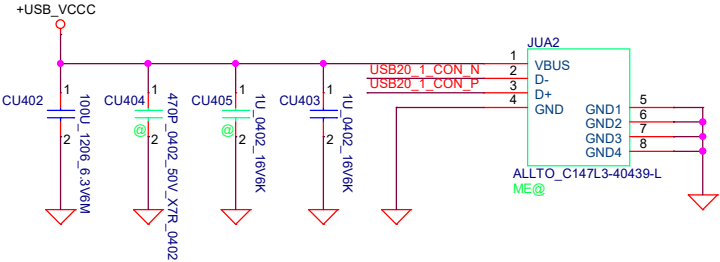 +USB_VCCC
JUA2
1
VBUS
USB20_1_CON_N
2
D-
USB20_1_CON_P
3
D+
4
GND
GND1
5
GND2
6
GND3
7
GND4
8
ALLTO_C147L3-40439-L
ME@
CU402
1
2
100U_1206_6.3V6M
CU404
1
@
2
470P_0402_50V_X7R_0402
CU405
1
@
2
1U_0402_16V6K
CU403
1
2
1U_0402_16V6K